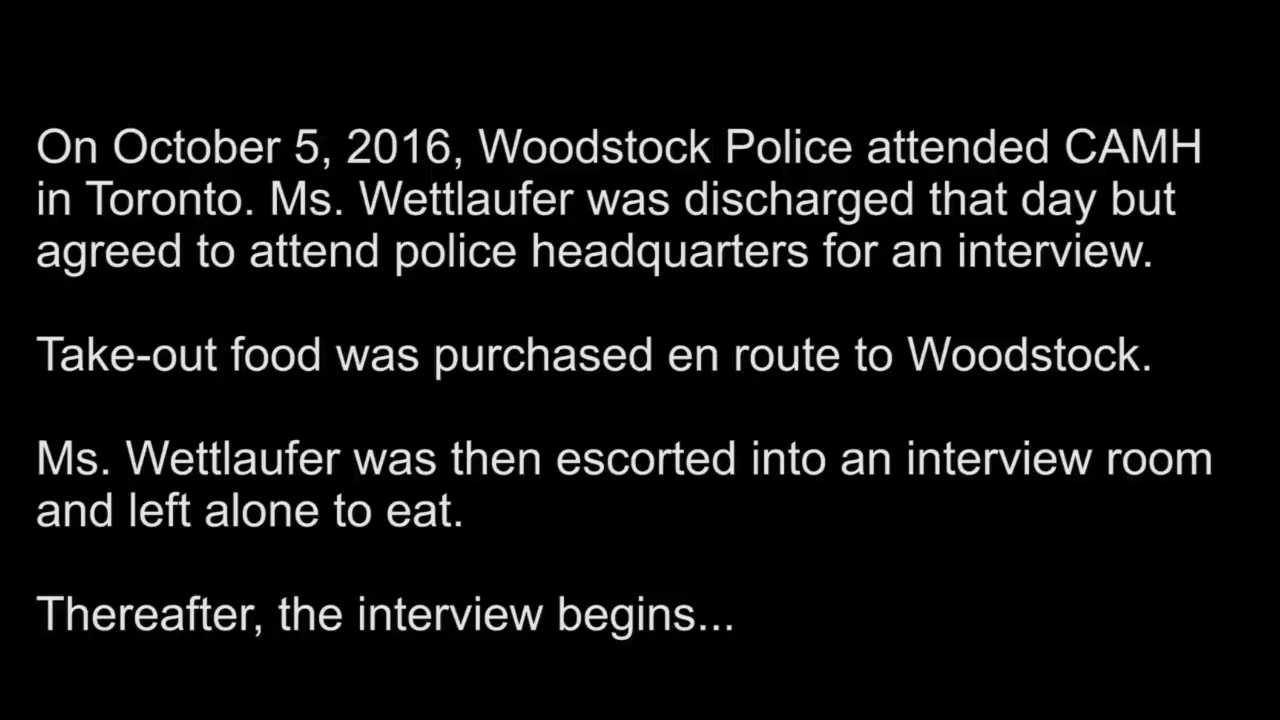 On October 5, 2016, Woodstock Police attended CAMH
in Toronto. Ms. Wettlaufer was discharged that day but
agreed to attend police headquarters for an interview.
Take-out food was purchased en route to Woodstock.
Ms. Wettlaufer was then escorted into an interview room
and left alone to eat.
Thereafter, the interview begins...